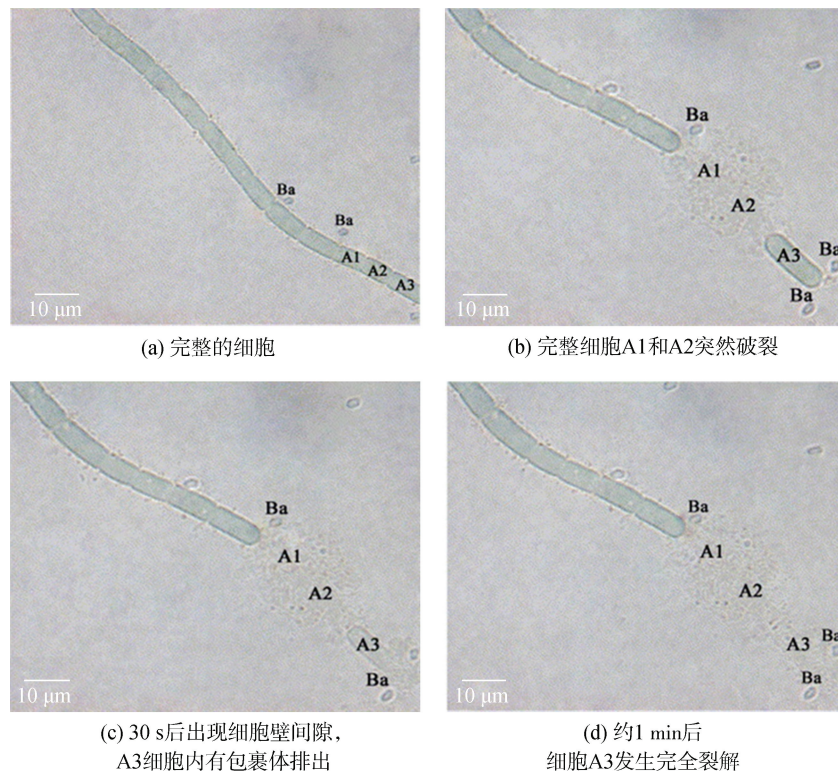 Ba
Ba
A1
A2
A3
10 μm
(a) 完整的细胞
Ba
A1
A2
A3
Ba
Ba
10 μm
(b) 完整细胞A1和A2突然破裂
Ba
A1
A2
A3
Ba
10 μm
(c) 30 s后出现细胞壁间隙，
A3细胞内有包裹体排出
Ba
A1
A2
A3
Ba
Ba
10 μm
(d) 约1 min后
细胞A3发生完全裂解